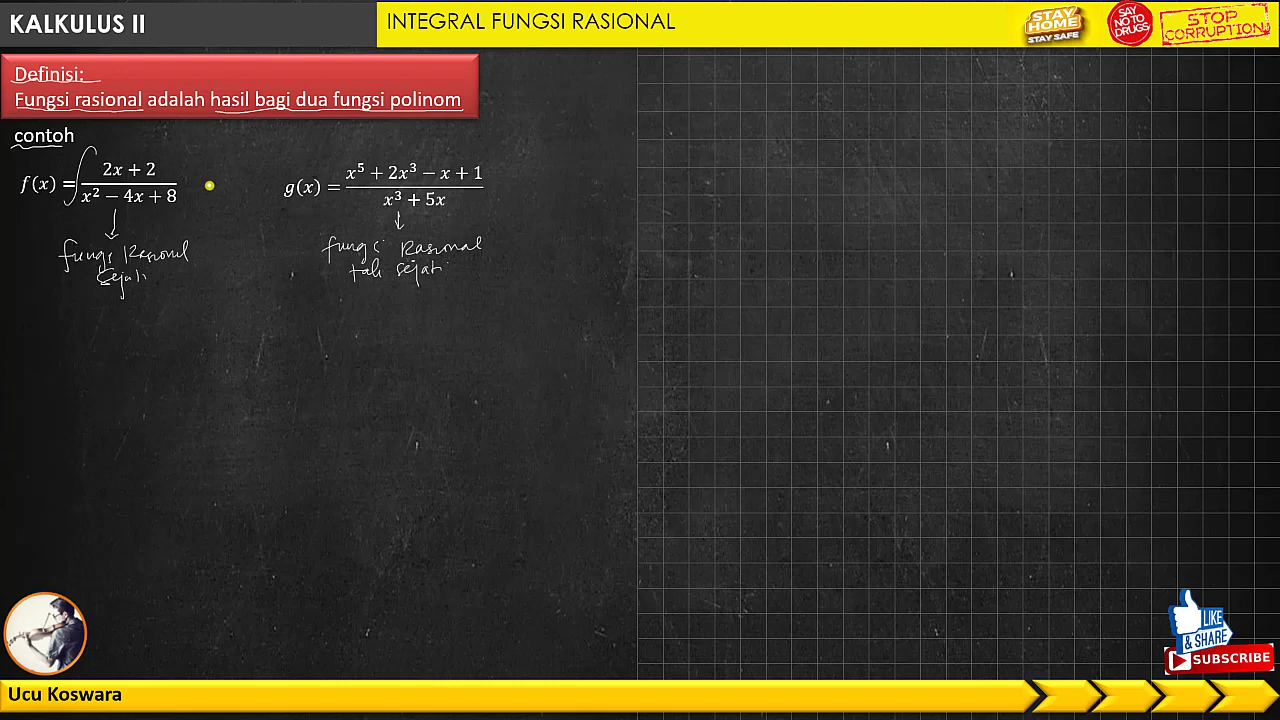 KALKULUS II
INTEGRAL FUNGSI RASIONAL
STAY HOME
STAY SAFE
SAY NO TO DRUGS
STOP CORRUPTION
Definisi:
Fungsi rasional adalah hasil bagi dua fungsi polinom
contoh
f(x) = ∫ (2x + 2)/(x² − 4x + 8)
g(x) = (x⁵ + 2x³ − x + 1)/(x³ + 5x)
fungsi Rasional
sejati
fungsi Rasional
tak sejati
LIKE
& SHARE
SUBSCRIBE
Ucu Koswara